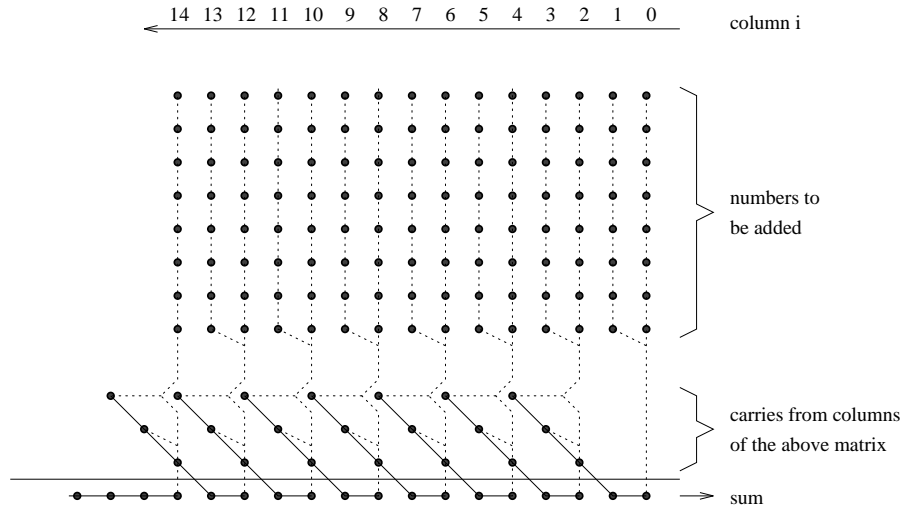 14 13 12 11 10 9 8 7 6 5 4 3 2 1 0
column i
numbers to
be added
carries from columns
of the above matrix
sum